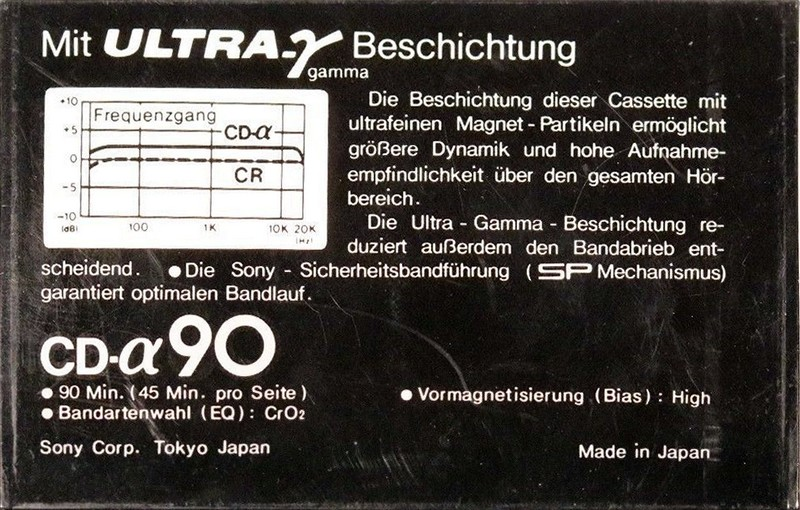 Mit ULTRA-γ Beschichtung
gamma
+10
Frequenzgang
+5
CD-α
0
CR
-5
-10
(dB) 100 1K 10K 20K
(Hz)
Die Beschichtung dieser Cassette mit
ultrafeinen Magnet-Partikeln ermöglicht
größere Dynamik und hohe Aufnahme-
empfindlichkeit über den gesamten Hör-
bereich.
Die Ultra-Gamma-Beschichtung re-
duziert außerdem den Bandabrieb ent-
scheidend. ●Die Sony-Sicherheitsbandführung (SP Mechanismus)
garantiert optimalen Bandlauf.
CD-α90
● 90 Min. (45 Min. pro Seite)
● Vormagnetisierung (Bias): High
● Bandartenwahl (EQ): CrO₂
Sony Corp. Tokyo Japan
Made in Japan